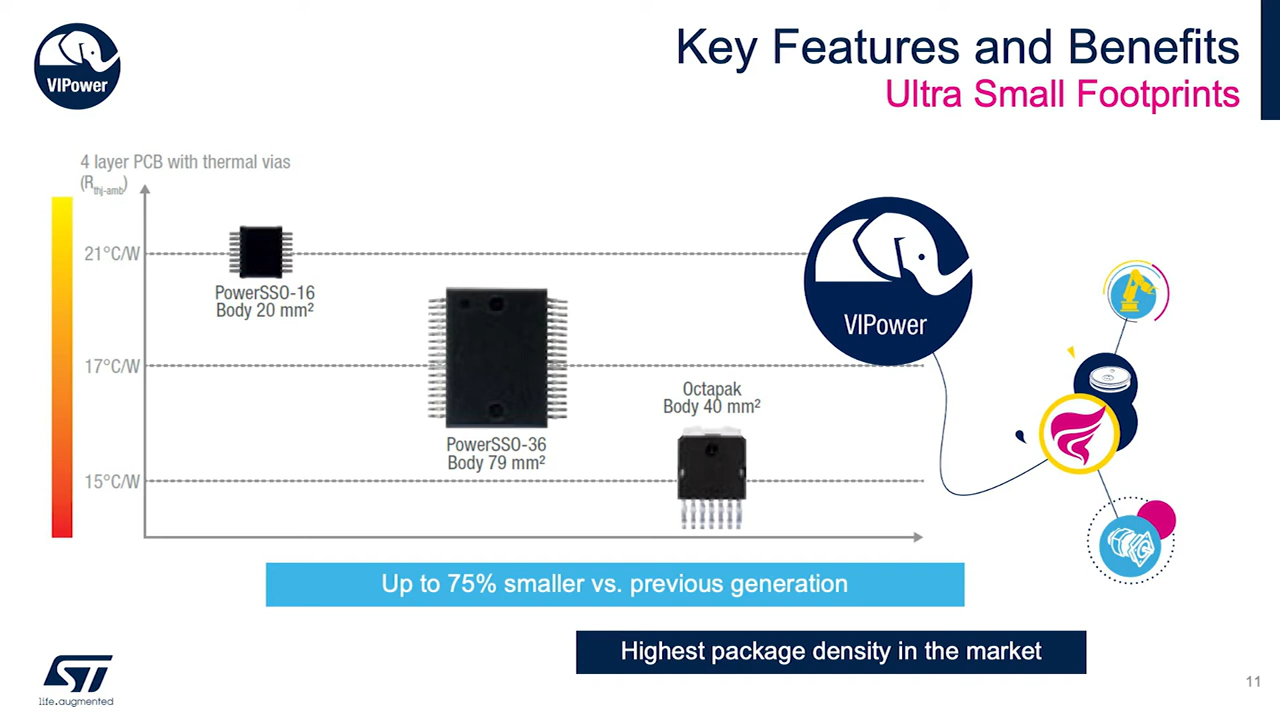 VIPower
Key Features and Benefits
Ultra Small Footprints
4 layer PCB with thermal vias
(Rthj-amb)
21°C/W
PowerSSO-16
Body 20 mm²
VIPower
17°C/W
Octapak
Body 40 mm²
PowerSSO-36
Body 79 mm²
15°C/W
Up to 75% smaller vs. previous generation
Highest package density in the market
ST
life.augmented
11